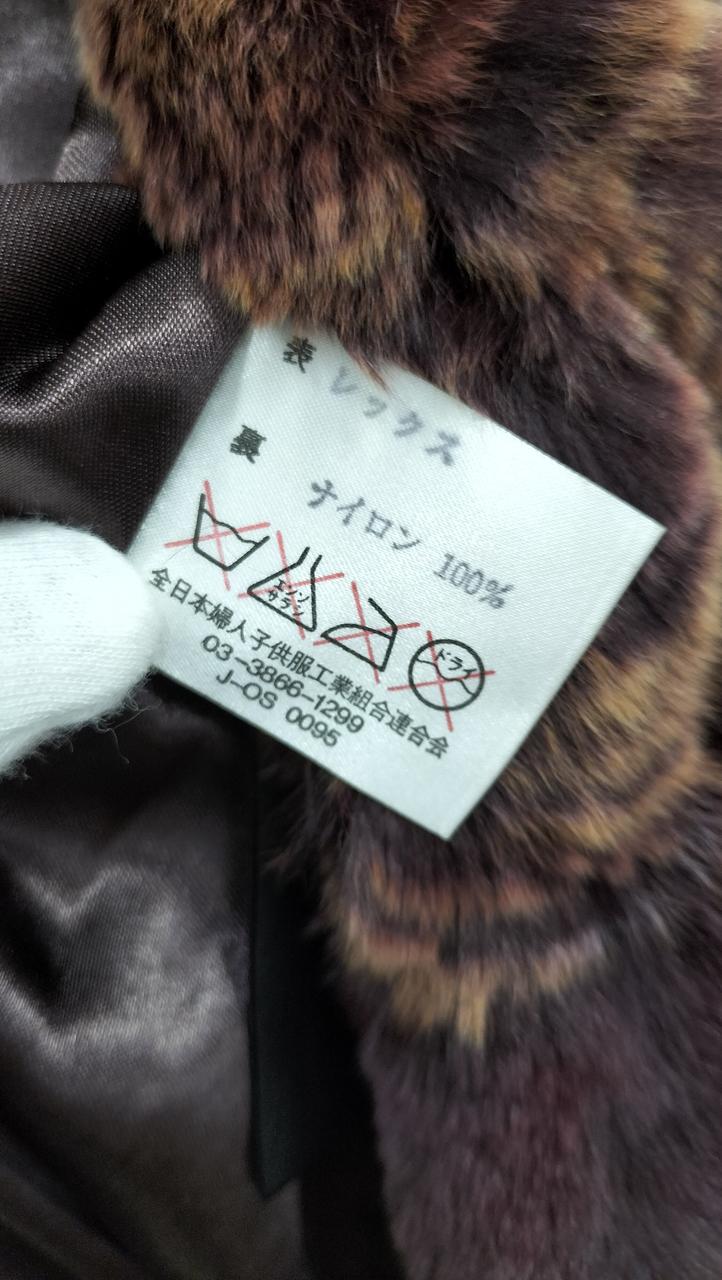 表 レックス
裏 ナイロン 100%
エンソ
サラシ
ドライ
全日本婦人子供服工業組合連合会
03-3866-1299
J-OS 0095